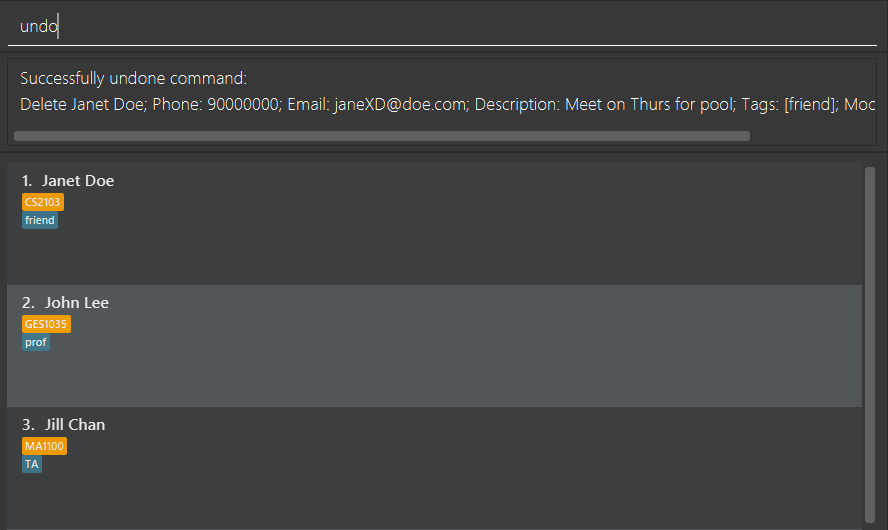 undo
Successfully undone command:
Delete Janet Doe; Phone: 90000000; Email: janeXD@doe.com; Description: Meet on Thurs for pool; Tags: [friend]; Moc
1. Janet Doe
CS2103
friend
2. John Lee
GES1035
prof
3. Jill Chan
MA1100
TA